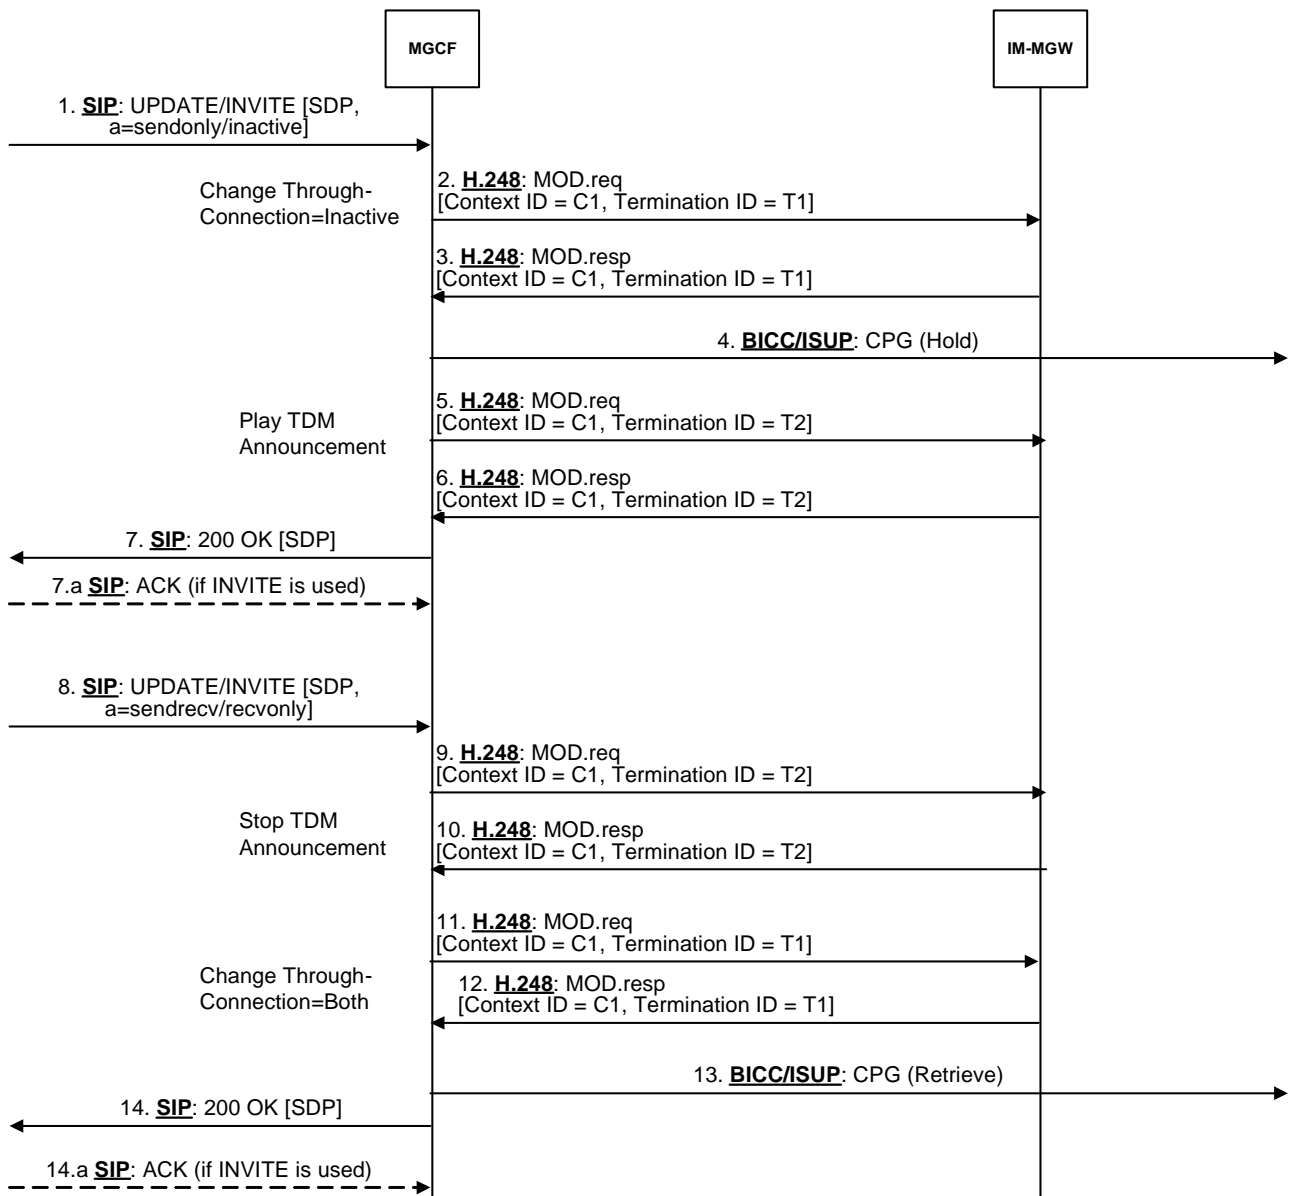 MGCF
IM-MGW
1. SIP: UPDATE/INVITE [SDP,
a=sendonly/inactive]
Change Through-
Connection=Inactive
2. H.248: MOD.req
[Context ID = C1, Termination ID = T1]
3. H.248: MOD.resp
[Context ID = C1, Termination ID = T1]
4. BICC/ISUP: CPG (Hold)
Play TDM
Announcement
5. H.248: MOD.req
[Context ID = C1, Termination ID = T2]
6. H.248: MOD.resp
[Context ID = C1, Termination ID = T2]
7. SIP: 200 OK [SDP]
7.a SIP: ACK (if INVITE is used)
8. SIP: UPDATE/INVITE [SDP,
a=sendrecv/recvonly]
9. H.248: MOD.req
[Context ID = C1, Termination ID = T2]
Stop TDM
Announcement
10. H.248: MOD.resp
[Context ID = C1, Termination ID = T2]
11. H.248: MOD.req
[Context ID = C1, Termination ID = T1]
Change Through-
Connection=Both
12. H.248: MOD.resp
[Context ID = C1, Termination ID = T1]
13. BICC/ISUP: CPG (Retrieve)
14. SIP: 200 OK [SDP]
14.a SIP: ACK (if INVITE is used)